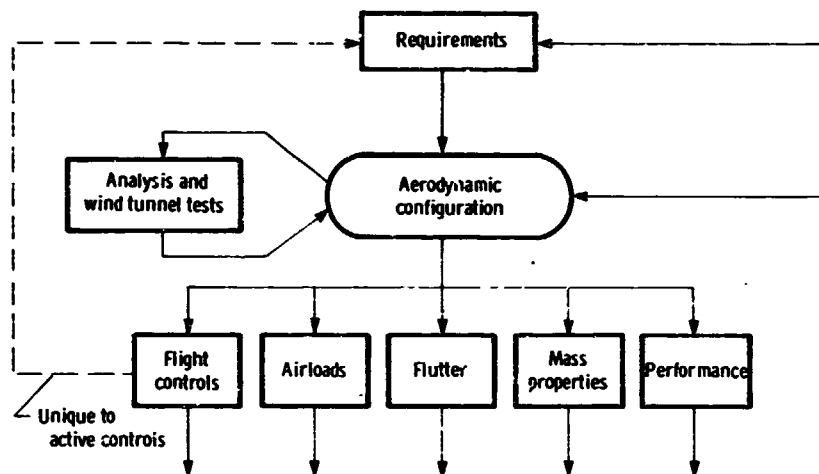 Requirements
Analysis and
wind tunnel tests
Aerodynamic
configuration
Flight
controls
Airloads
Flutter
Mass
properties
Performance
Unique to
active controls